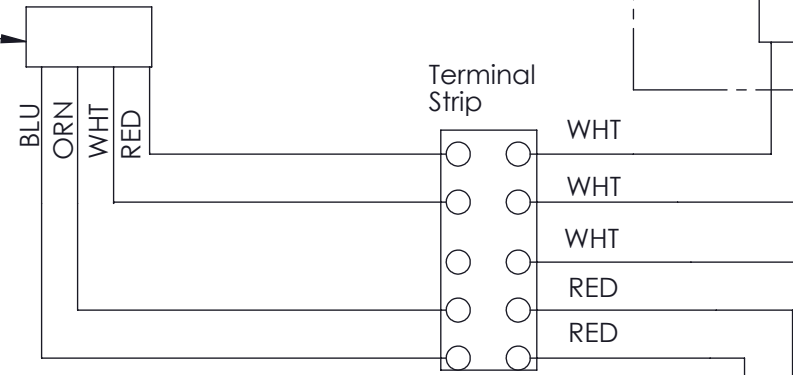 Terminal
Strip
BLU
ORN
WHT
RED
WHT
WHT
WHT
RED
RED